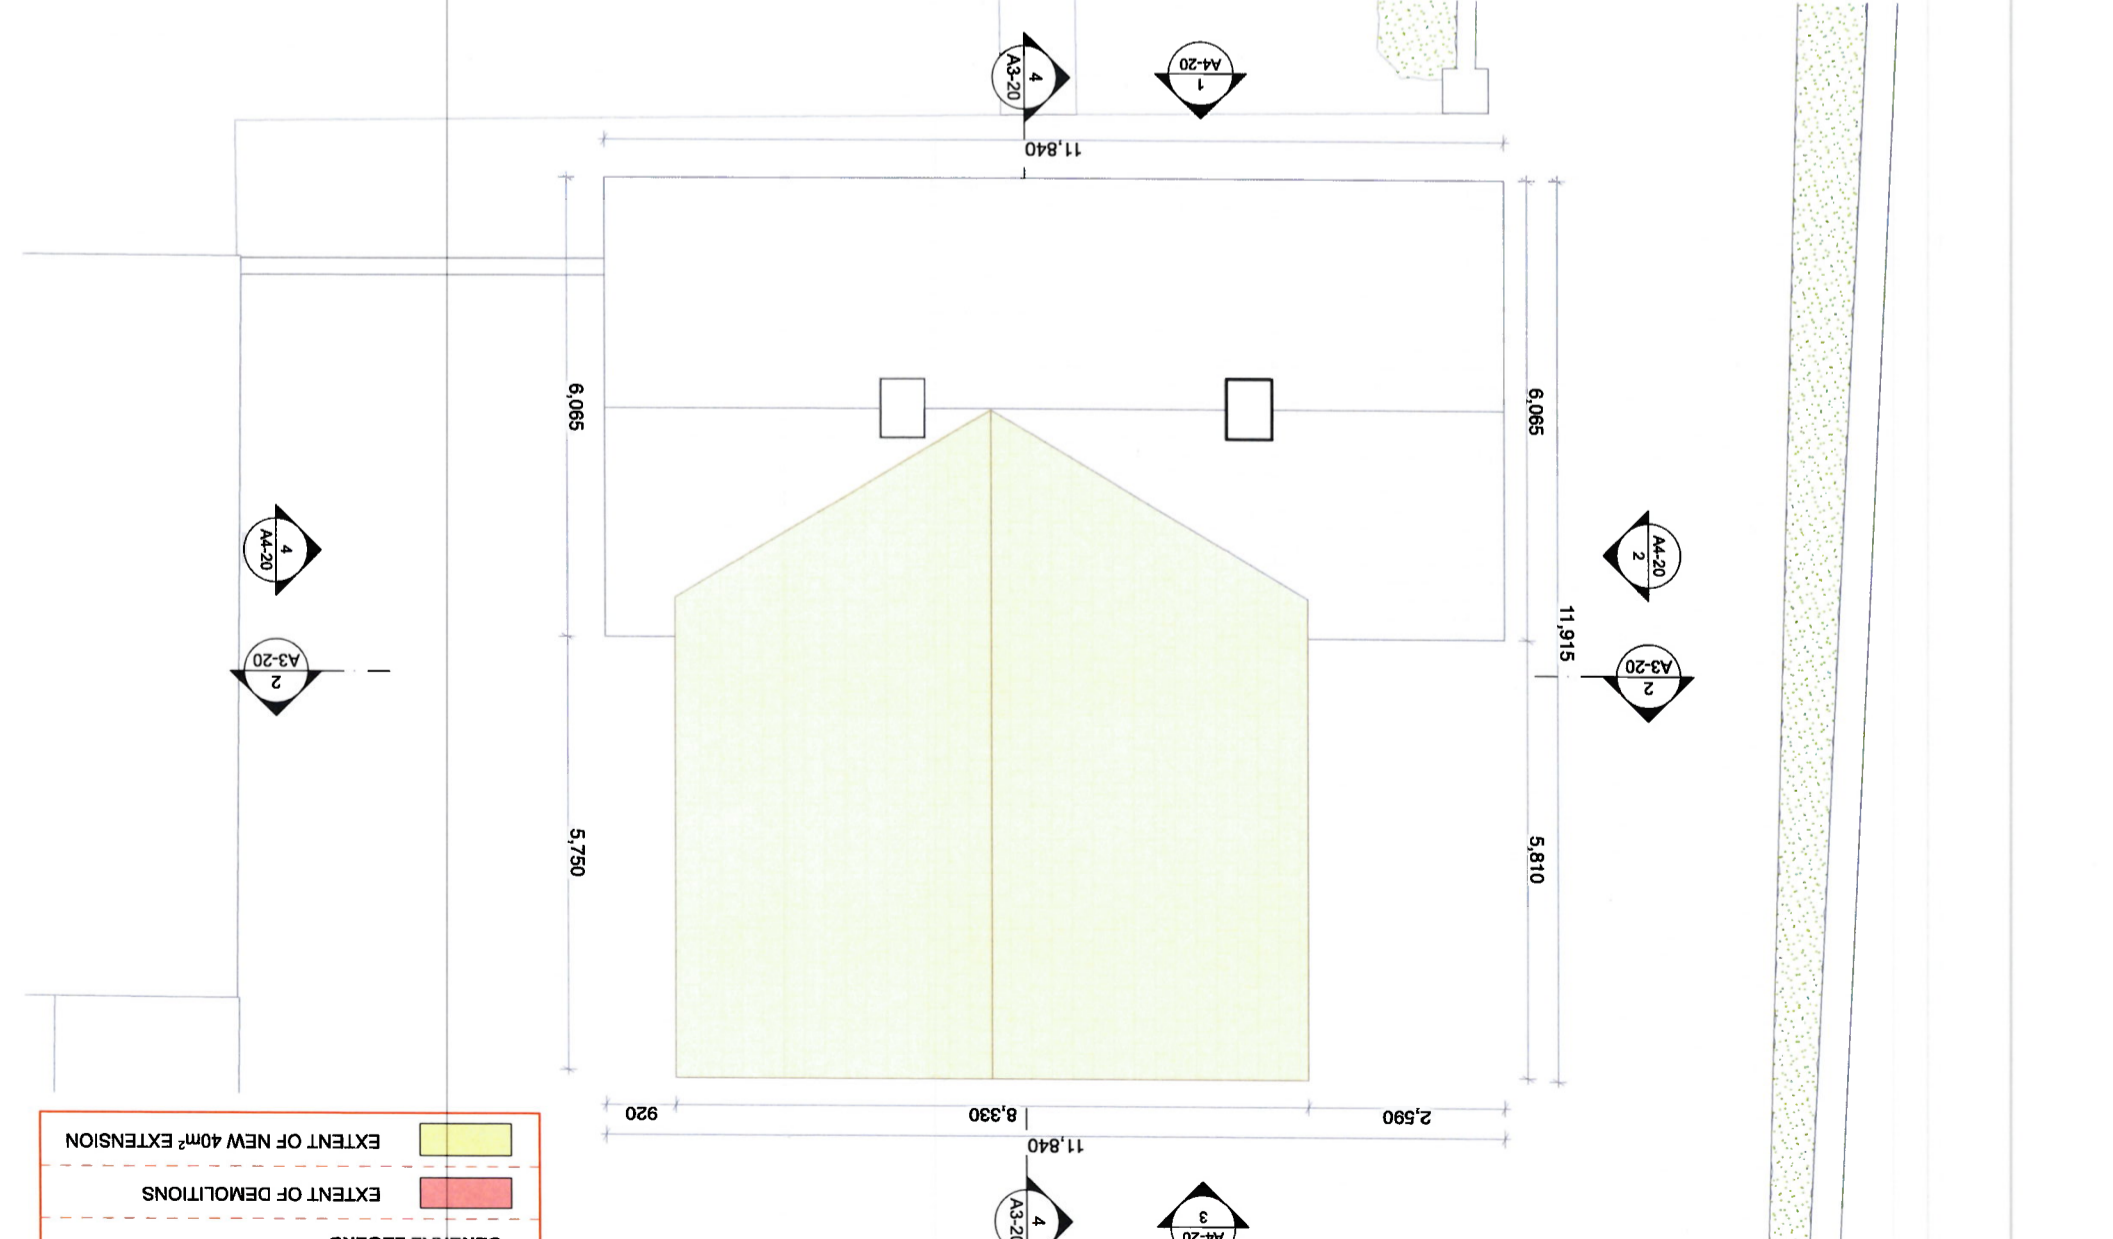 4
A3-20
1
A4-20
11,840
6,065
6,065
4
A4-20
A4-20
2
11,915
2
A3-20
2
A3-20
5,750
5,810
920
8,330
2,590
11,840
EXTENT OF NEW 40m² EXTENSION
EXTENT OF DEMOLITIONS
4
A3-20
3
A4-20